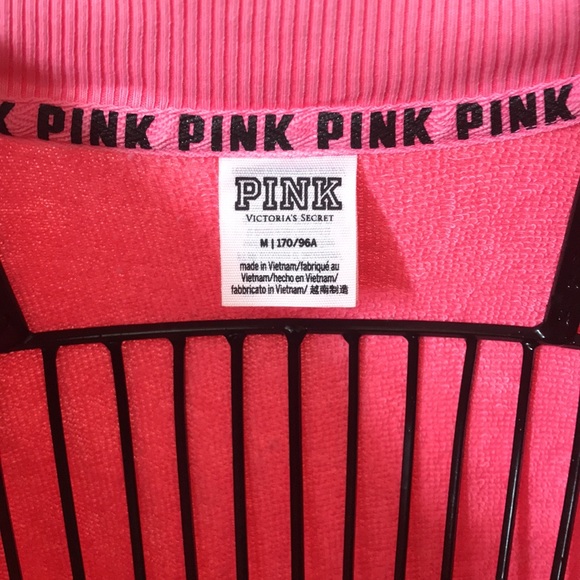 K PINK PINK PINK PINK
PINK
VICTORIA'S SECRET
M | 170/96A
made in Vietnam/fabriqué au
Vietnam/hecho en Vietnam/
fabbricato in Vietnam/ 越南制造